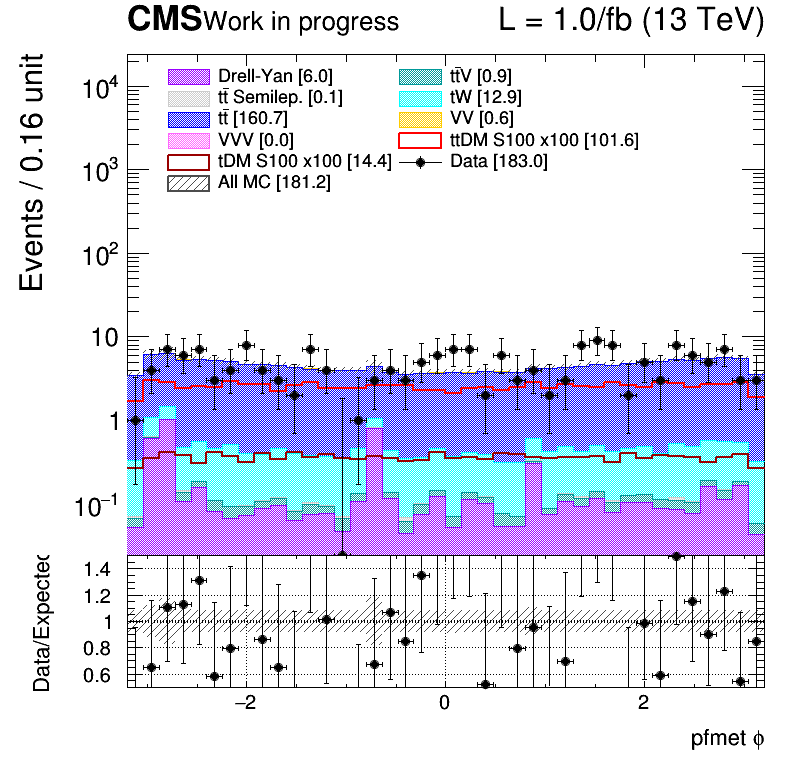 CMS Work in progress L = 1.0/fb (13 TeV)
Events / 0.16 unit
Drell-Yan [6.0] tt̄V [0.9]
tt̄ Semilep. [0.1] tW [12.9]
tt̄ [160.7] VV [0.6]
VVV [0.0] ttDM S100 x100 [101.6]
tDM S100 x100 [14.4] Data [183.0]
All MC [181.2]
10⁴
10³
10²
10
1
10⁻¹
Data/Expected
1.4
1.2
1
0.8
0.6
−2 0 2
pfmet ϕ